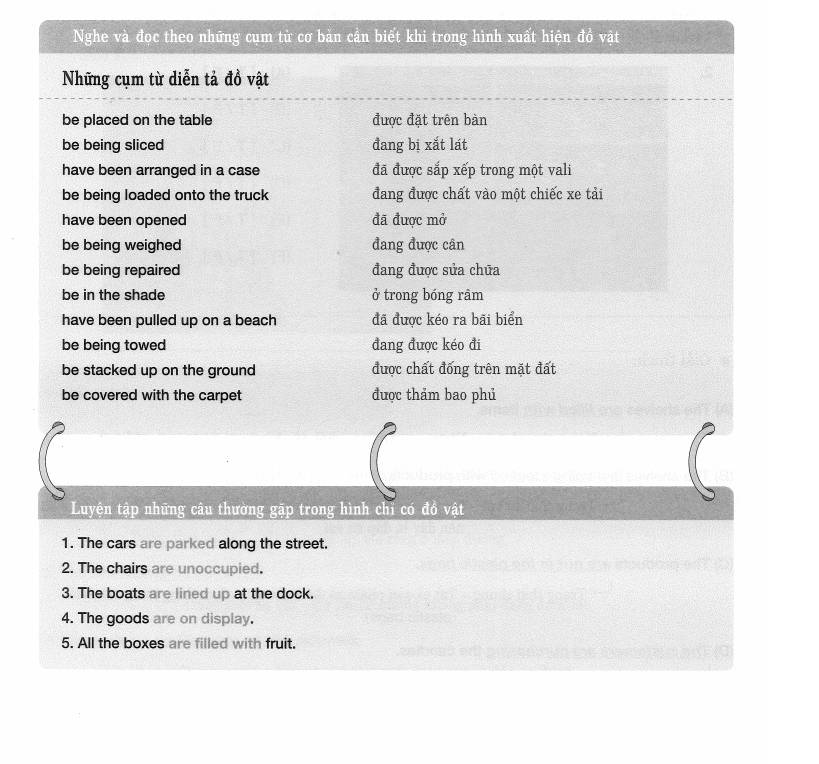 Nghe và đọc theo những cụm từ cơ bản cần biết khi trong hình xuất hiện đồ vật
Những cụm từ diễn tả đồ vật
be placed on the table được đặt trên bàn
be being sliced đang bị xắt lát
have been arranged in a case đã được sắp xếp trong một vali
be being loaded onto the truck đang được chất vào một chiếc xe tải
have been opened đã được mở
be being weighed đang được cân
be being repaired đang được sửa chữa
be in the shade ở trong bóng râm
have been pulled up on a beach đã được kéo ra bãi biển
be being towed đang được kéo đi
be stacked up on the ground được chất đống trên mặt đất
be covered with the carpet được thảm bao phủ
Luyện tập những câu thường gặp trong hình chỉ có đồ vật
1. The cars are parked along the street.
2. The chairs are unoccupied.
3. The boats are lined up at the dock.
4. The goods are on display.
5. All the boxes are filled with fruit.